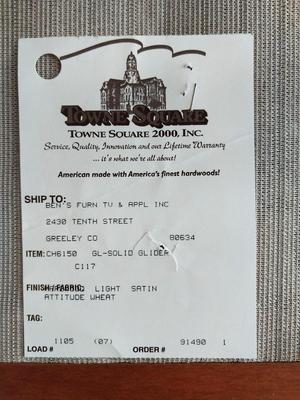 TOWNE SQUARE
TOWNE SQUARE 2000, INC.
Service, Quality, Innovation and our Lifetime Warranty
... it's what we're all about!
American made with America's finest hardwoods!
SHIP TO:
BEN'S FURN TV & APPL INC
2430 TENTH STREET
GREELEY CO 80634
ITEM: CH6150 GL-SOLID GLIDER
C117
FINISH / FABRIC: LIGHT SATIN
ATTITUDE WHEAT
TAG:
1105 (07) 91490 1
LOAD # ORDER #